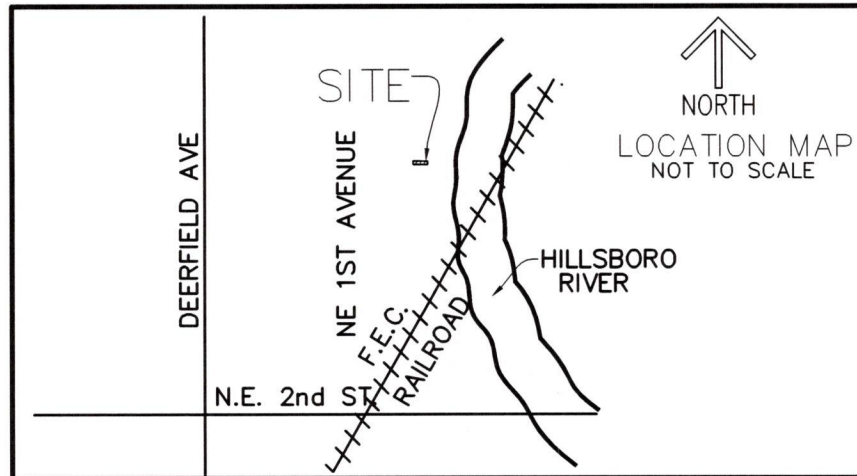 SITE
NORTH
LOCATION MAP
NOT TO SCALE
DEERFIELD AVE
NE 1ST AVENUE
F.E.C.
RAILROAD
HILLSBORO
RIVER
N.E. 2nd ST